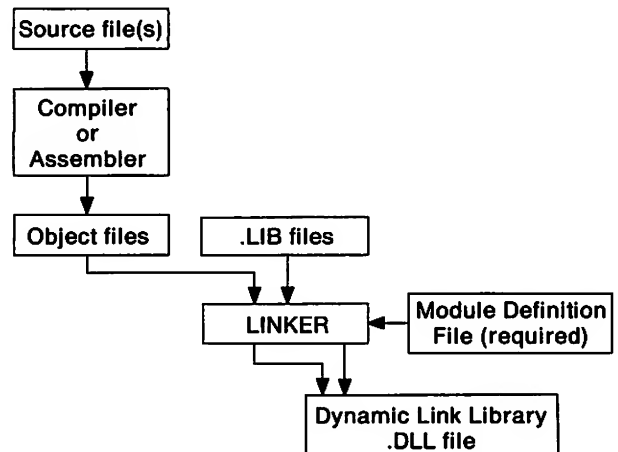 Source file(s)
Compiler
or
Assembler
Object files
.LIB files
LINKER
Module Definition
File (required)
Dynamic Link Library
.DLL file